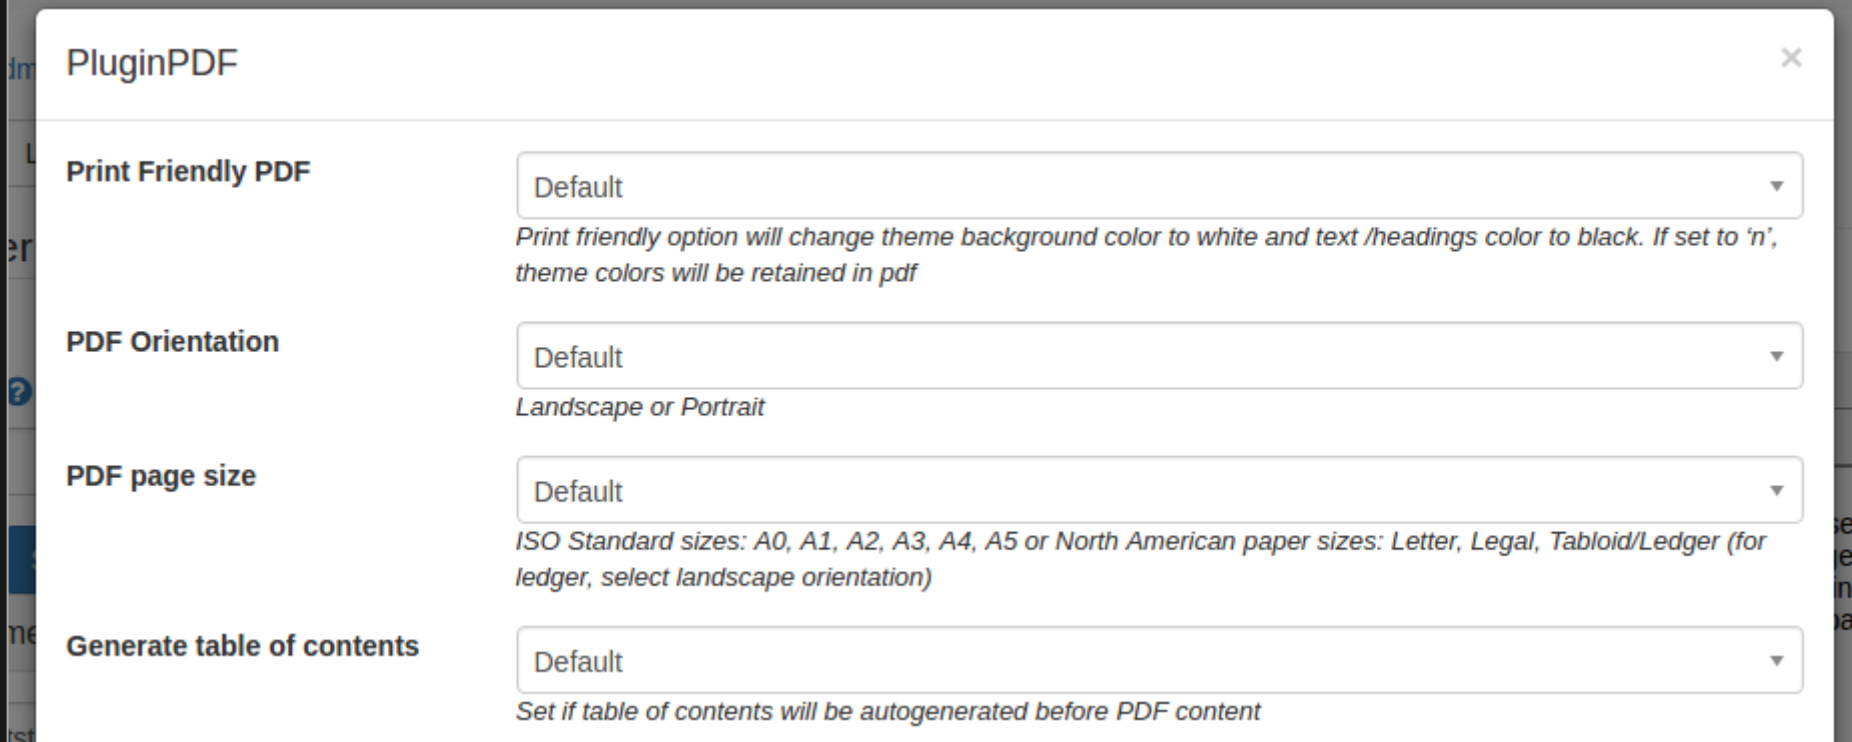 PluginPDF
×
Print Friendly PDF
Default
Print friendly option will change theme background color to white and text /headings color to black. If set to ‘n’,
theme colors will be retained in pdf
PDF Orientation
Default
Landscape or Portrait
PDF page size
Default
ISO Standard sizes: A0, A1, A2, A3, A4, A5 or North American paper sizes: Letter, Legal, Tabloid/Ledger (for
ledger, select landscape orientation)
Generate table of contents
Default
Set if table of contents will be autogenerated before PDF content